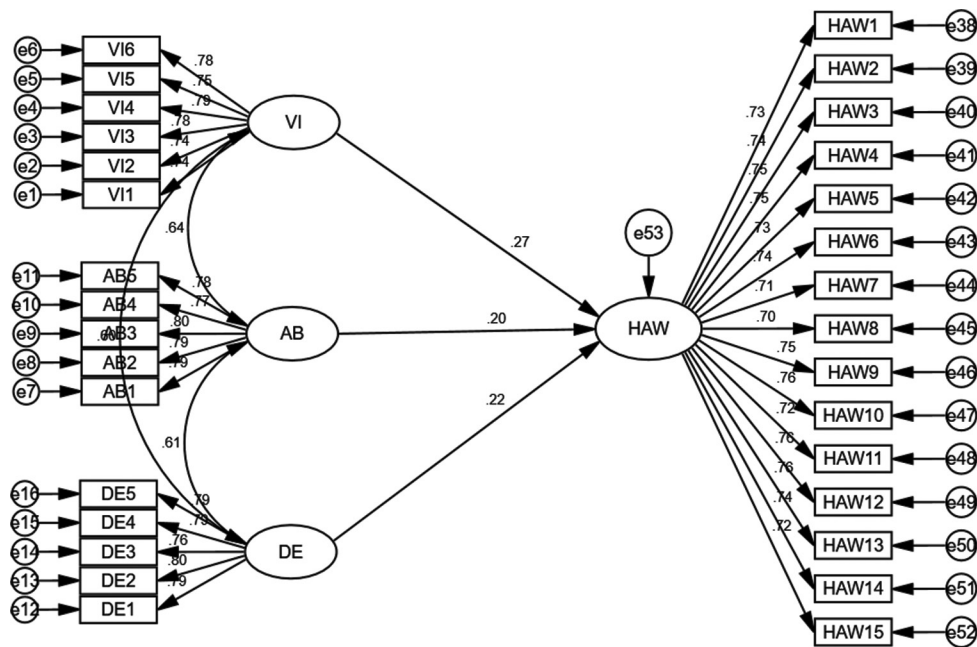 e6 VI6 .78
e5 VI5 .75
e4 VI4 .79
e3 VI3 .78
e2 VI2 .74
e1 VI1 .74
VI
.64
.27
e11 AB5 .78
e10 AB4 .77
e9 AB3 .80
e8 AB2 .79
e7 AB1 .79
AB
.20
.61
.22
e16 DE5 .79
e15 DE4
e14 DE3 .76
e13 DE2 .80
e12 DE1 .79
DE
e53
HAW
.73 HAW1 e38
.74 HAW2 e39
.75 HAW3 e40
.75 HAW4 e41
.73 HAW5 e42
.74 HAW6 e43
.71 HAW7 e44
.70 HAW8 e45
.75 HAW9 e46
.76 HAW10 e47
.72 HAW11 e48
.76 HAW12 e49
.76 HAW13 e50
.74 HAW14 e51
.72 HAW15 e52